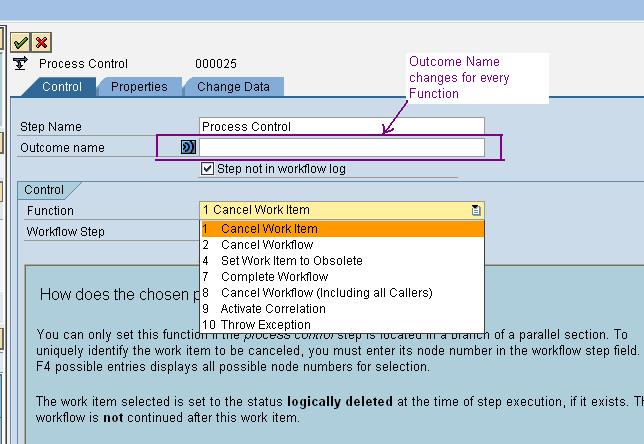 Process Control 000025
Outcome Name
changes for every
Function
Control Properties Change Data
Step Name Process Control
Outcome name
Step not in workflow log
Control
Function 1 Cancel Work Item
Workflow Step
1 Cancel Work Item
2 Cancel Workflow
4 Set Work Item to Obsolete
7 Complete Workflow
8 Cancel Workflow (Including all Callers)
9 Activate Correlation
10 Throw Exception
How does the chosen
You can only set this function if the process control step is located in a branch of a parallel section. To
uniquely identify the work item to be canceled, you must enter its node number in the workflow step field.
F4 possible entries displays all possible node numbers for selection.
The work item selected is set to the status logically deleted at the time of step execution, if it exists.
workflow is not continued after this work item.